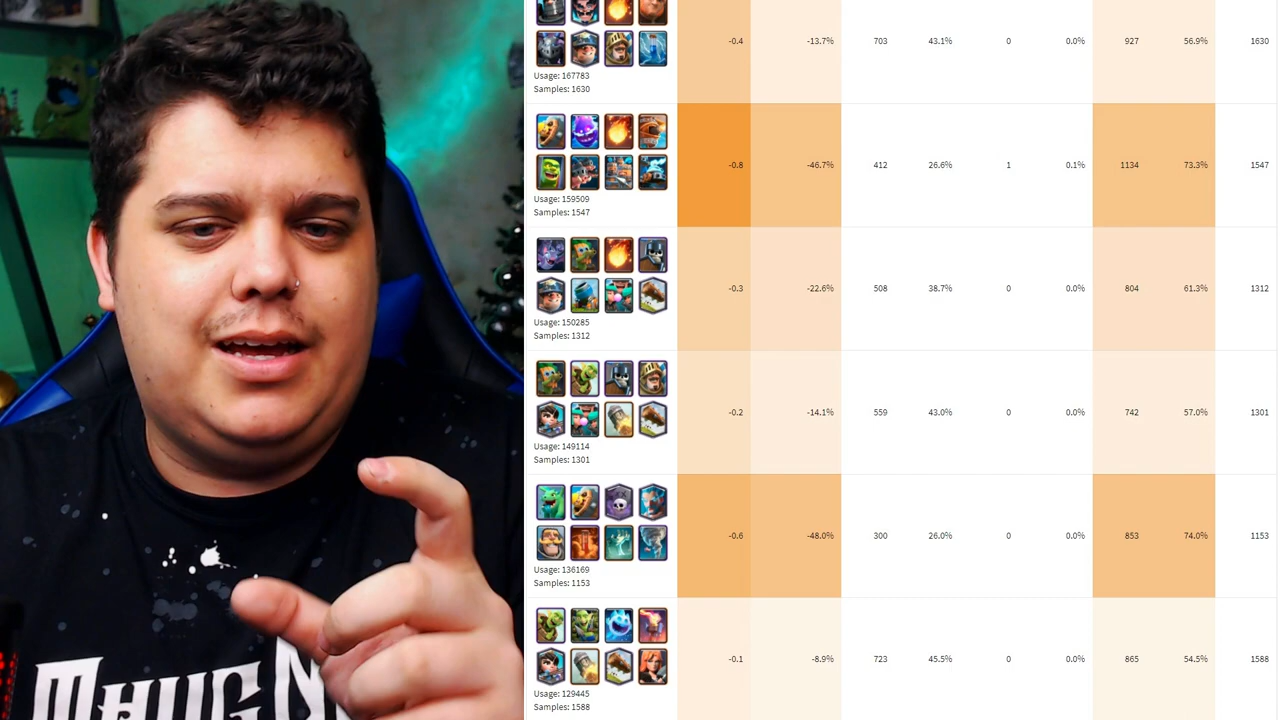 -0.4 -13.7% 703 43.1% 0 0.0% 927 56.9% 1630
Usage: 167783
Samples: 1630
-0.8 -46.7% 412 26.6% 1 0.1% 1134 73.3% 1547
Usage: 159509
Samples: 1547
-0.3 -22.6% 508 38.7% 0 0.0% 804 61.3% 1312
Usage: 150285
Samples: 1312
-0.2 -14.1% 559 43.0% 0 0.0% 742 57.0% 1301
Usage: 149114
Samples: 1301
-0.6 -48.0% 300 26.0% 0 0.0% 853 74.0% 1153
Usage: 136169
Samples: 1153
-0.1 -8.9% 723 45.5% 0 0.0% 865 54.5% 1588
Usage: 129445
Samples: 1588